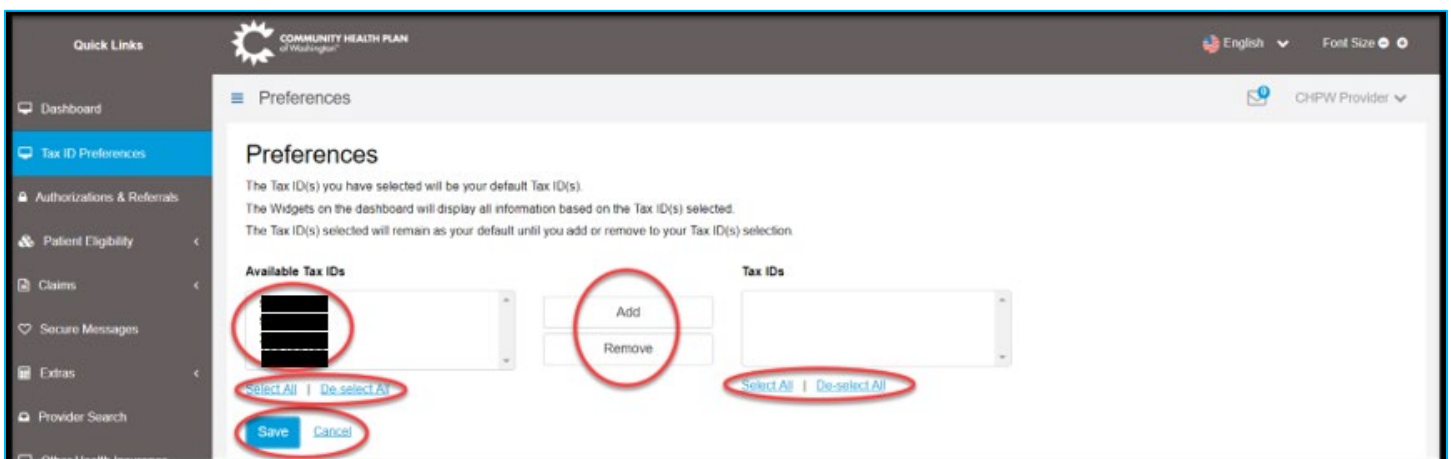 Quick Links
COMMUNITY HEALTH PLAN
of Washington
English
Font Size
Dashboard
Preferences
0
CHPW Provider
Tax ID Preferences
Preferences
The Tax ID(s) you have selected will be your default Tax ID(s).
The Widgets on the dashboard will display all information based on the Tax ID(s) selected.
The Tax ID(s) selected will remain as your default until you add or remove to your Tax ID(s) selection.
Authorizations & Referrals
Patient Eligibility
Claims
Secure Messages
Extras
Provider Search
Other Health Insurance
Available Tax IDs
Tax IDs
Add
Remove
Select All | De-select All
Select All | De-select All
Save Cancel